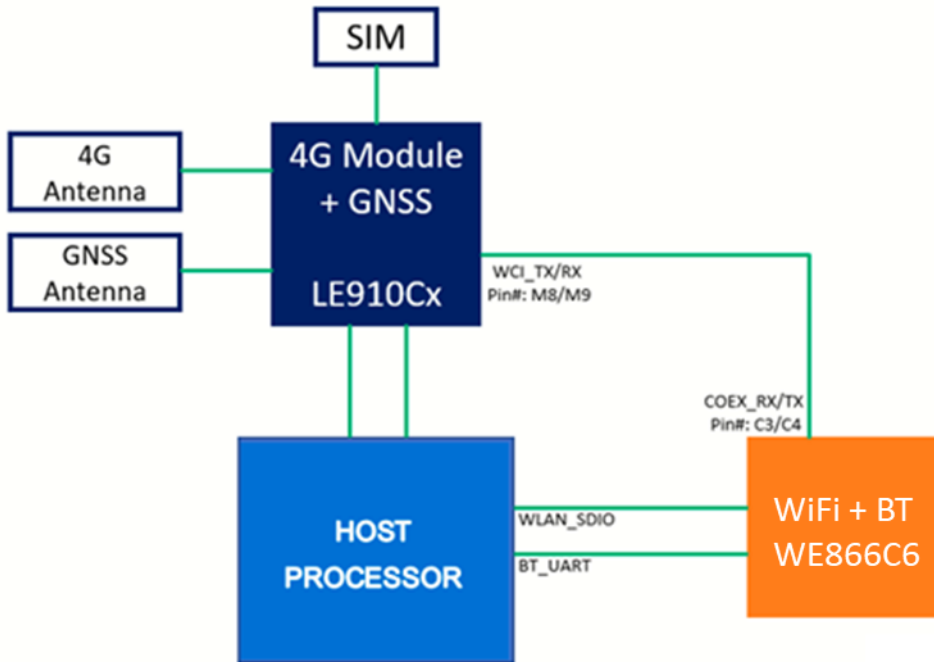 SIM
4G
Antenna
4G Module
+ GNSS
GNSS
Antenna
LE910Cx
WCI_TX/RX
Pin#: M8/M9
COEX_RX/TX
Pin#: C3/C4
HOST
PROCESSOR
WLAN_SDIO
BT_UART
WiFi + BT
WE866C6